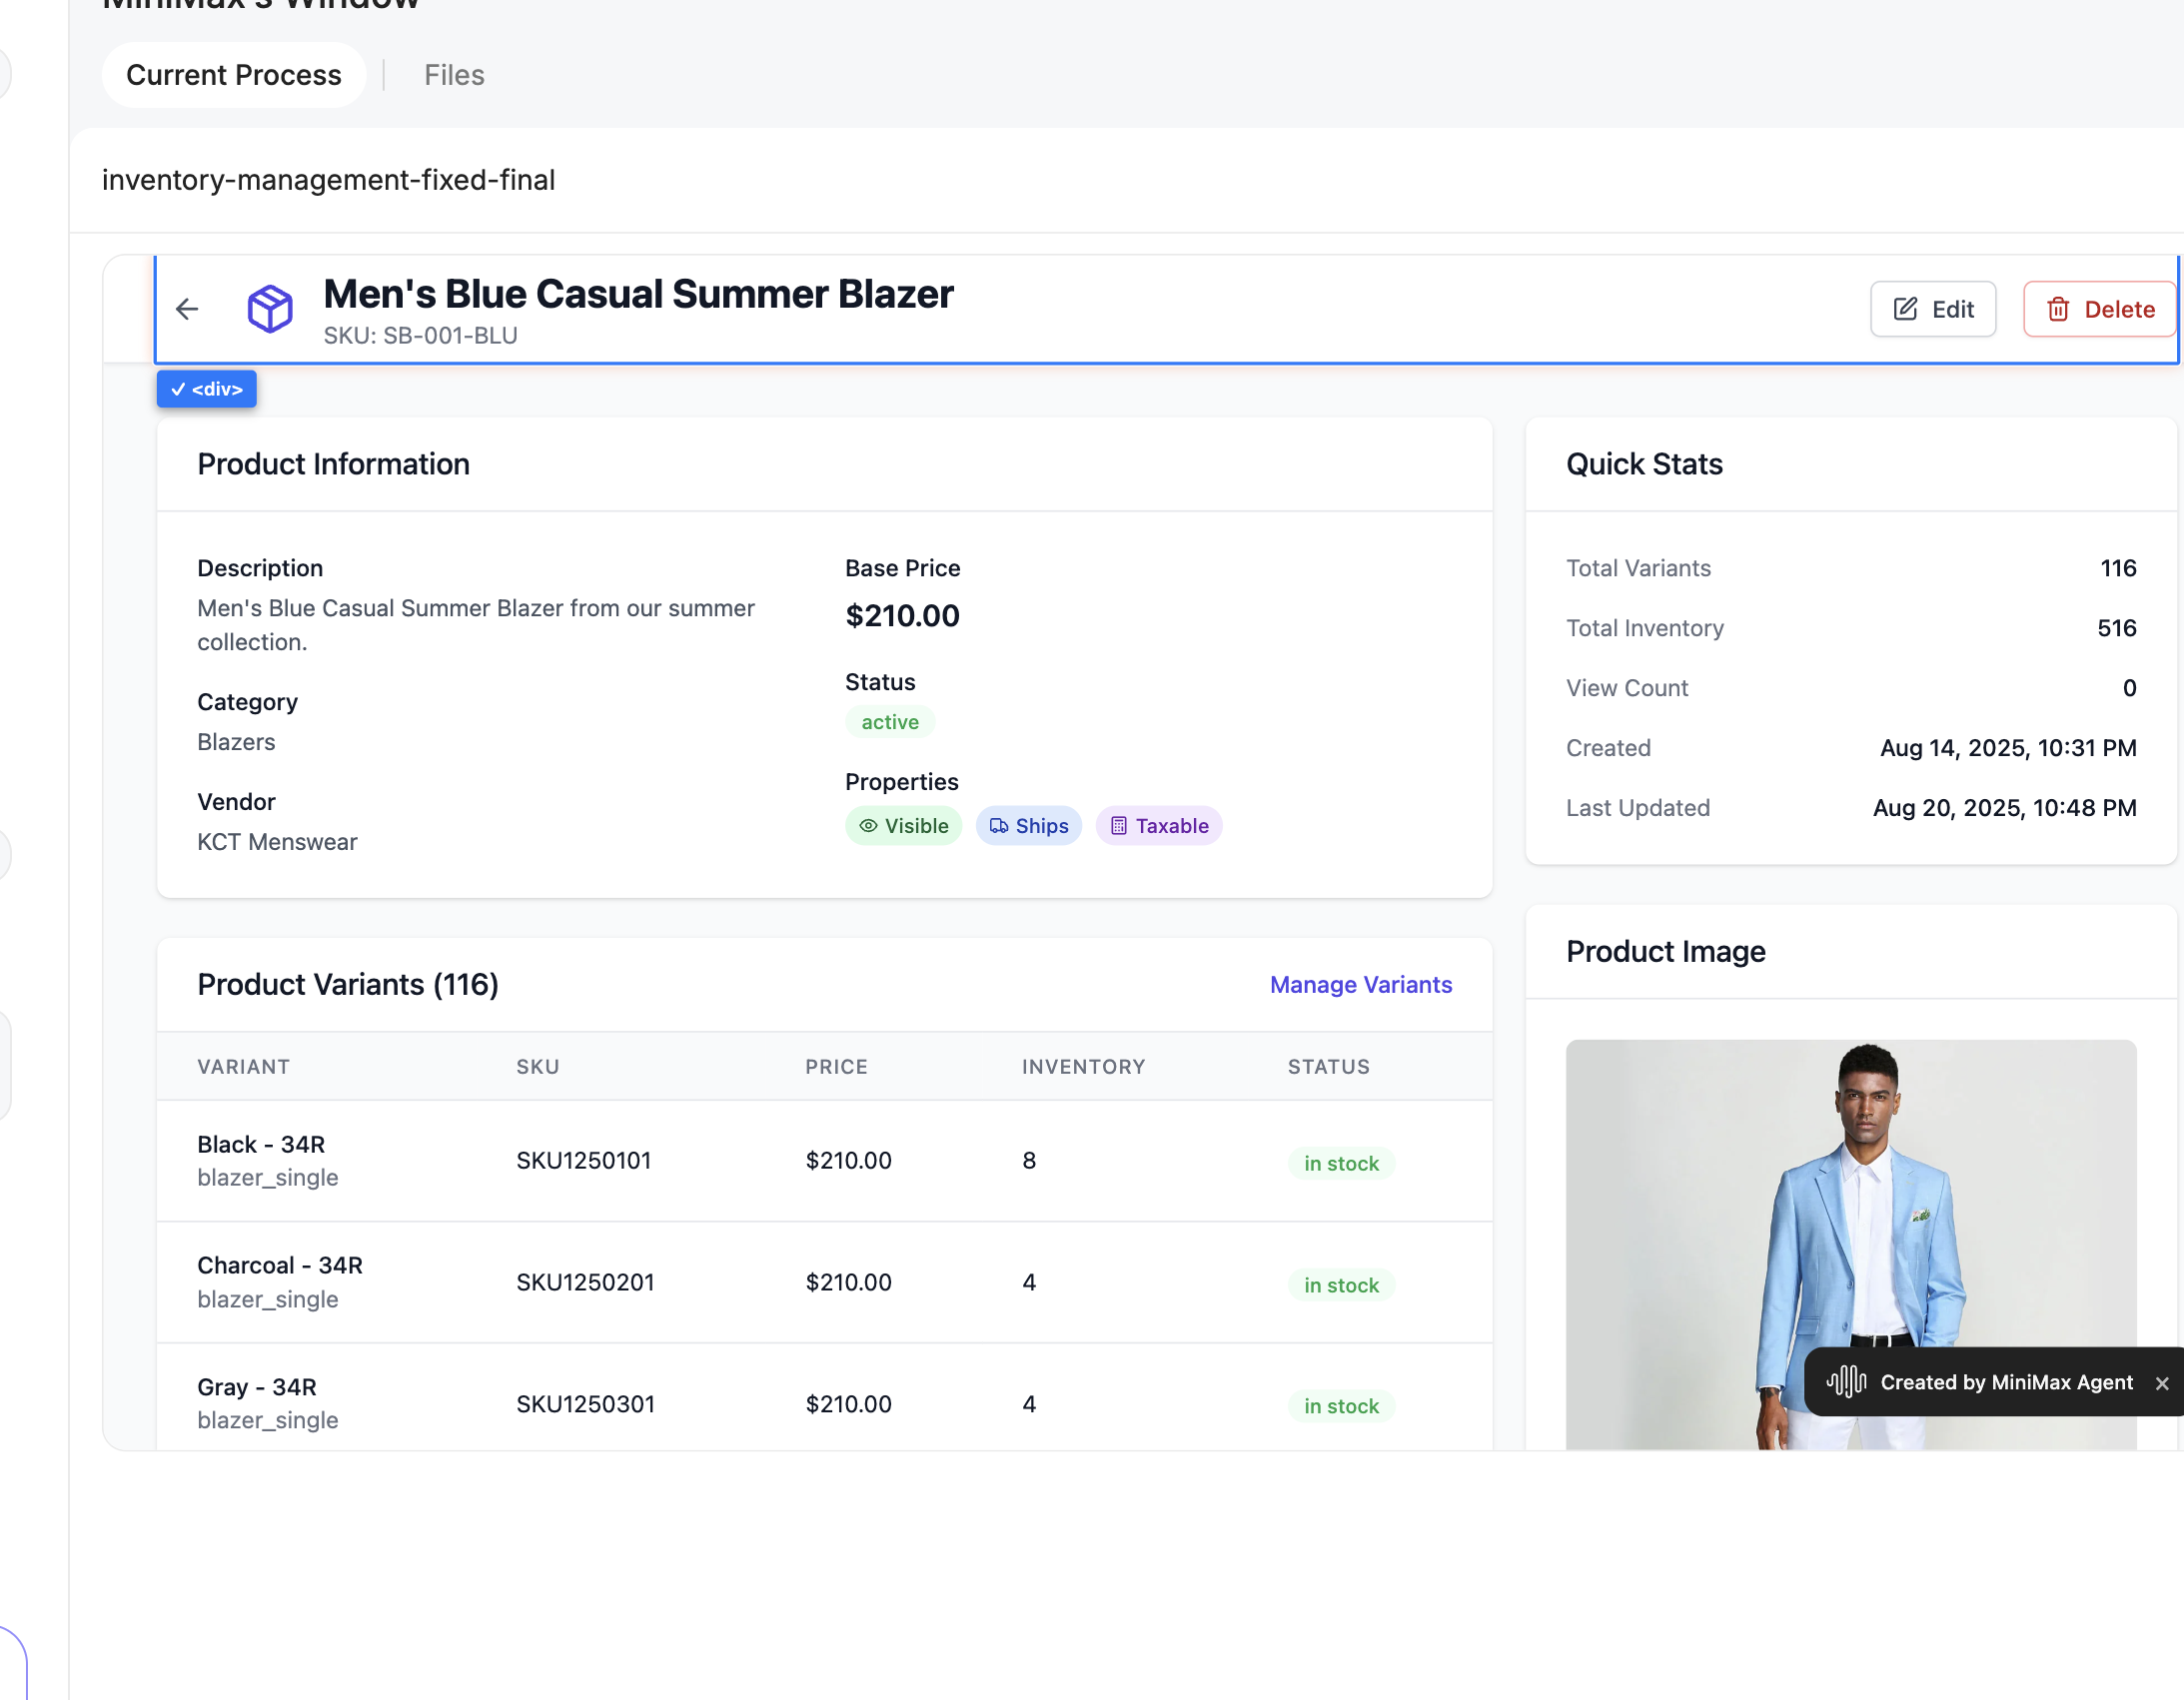 MiniMax's Window
Current Process
Files
inventory-management-fixed-final
Men's Blue Casual Summer Blazer
SKU: SB-001-BLU
Edit
Delete
<div>
Product Information
Description
Men's Blue Casual Summer Blazer from our summer
collection.
Category
Blazers
Vendor
KCT Menswear
Base Price
$210.00
Status
active
Properties
Visible
Ships
Taxable
Quick Stats
Total Variants 116
Total Inventory 516
View Count 0
Created Aug 14, 2025, 10:31 PM
Last Updated Aug 20, 2025, 10:48 PM
Product Variants (116)
Manage Variants
VARIANT SKU PRICE INVENTORY STATUS
Black - 34R
blazer_single
SKU1250101 $210.00 8 in stock
Charcoal - 34R
blazer_single
SKU1250201 $210.00 4 in stock
Gray - 34R
blazer_single
SKU1250301 $210.00 4 in stock
Product Image
Created by MiniMax Agent